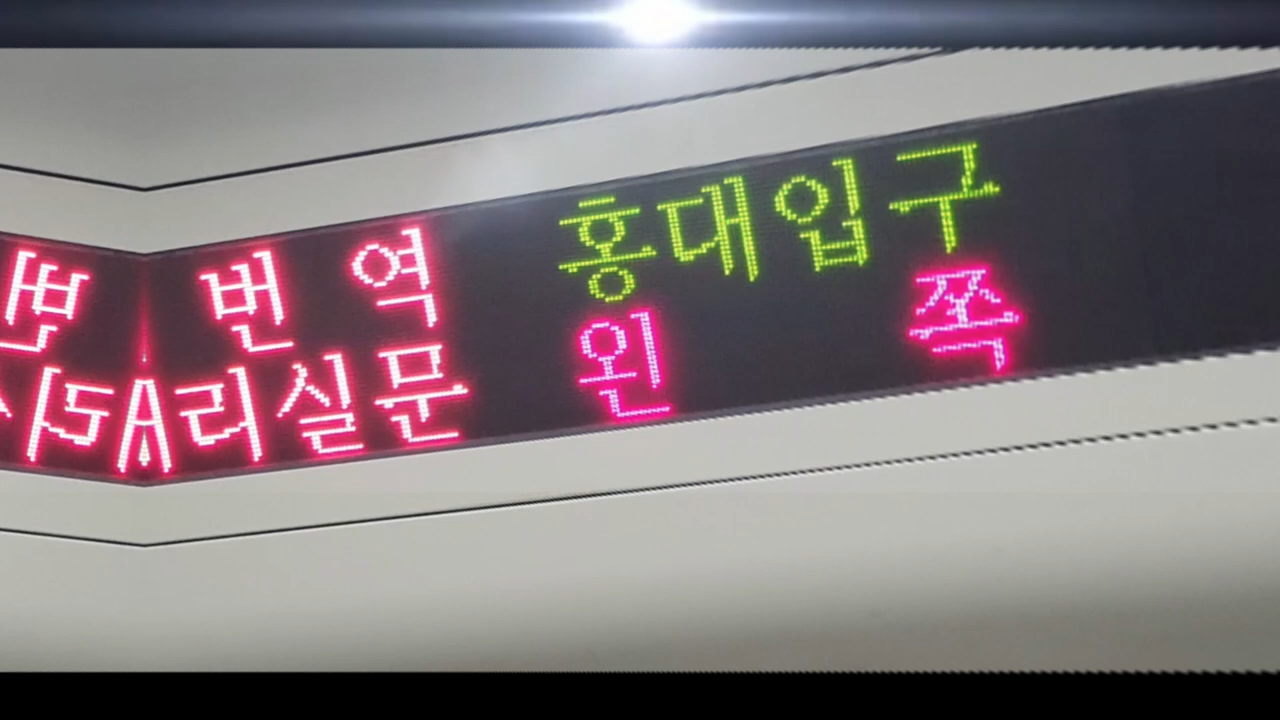 번 역 홍대입구
리실문 왼 쪽